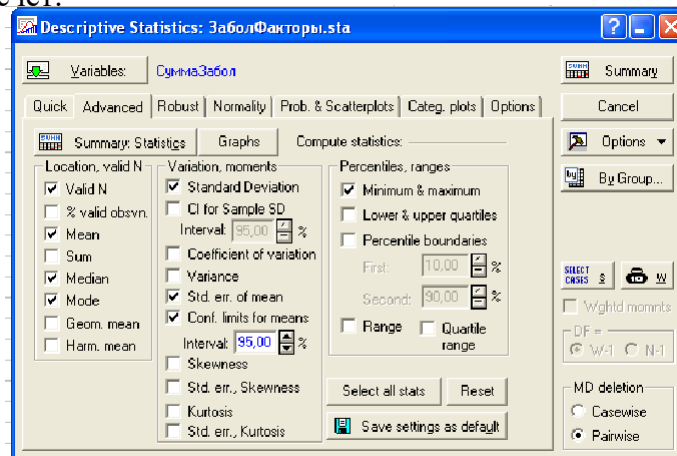 Descriptive Statistics: ЗаболФакторы.sta
Variables: СуммаЗабол
Summary
Quick Advanced Robust Normality Prob. & Scatterplots Categ. plots Options
Cancel
Summary: Statistics Graphs Compute statistics:
Options
By Group...
Location, valid N
Valid N
% valid obsvn.
Mean
Sum
Median
Mode
Geom. mean
Harm. mean
Variation, moments
Standard Deviation
CI for Sample SD
Interval: 95,00 %
Coefficient of variation
Variance
Std. err. of mean
Conf. limits for means
Interval: 95,00 %
Skewness
Std. err., Skewness
Kurtosis
Std. err., Kurtosis
Percentiles, ranges
Minimum & maximum
Lower & upper quartiles
Percentile boundaries
First: 10,00 %
Second: 90,00 %
Range Quartile
range
Select all stats Reset
Save settings as default
SELECT
CASES S W
Wghtd momnts
DF =
W-1 N-1
MD deletion
Casewise
Pairwise